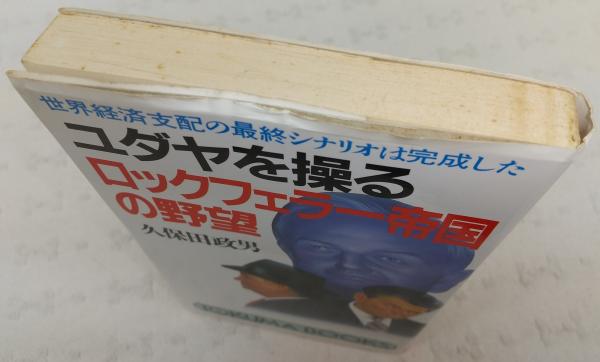 世界経済支配の最終シナリオは完成した
ユダヤを操る
ロックフェラー帝国
の野望
久保田政男
TOKUMA BOOKS